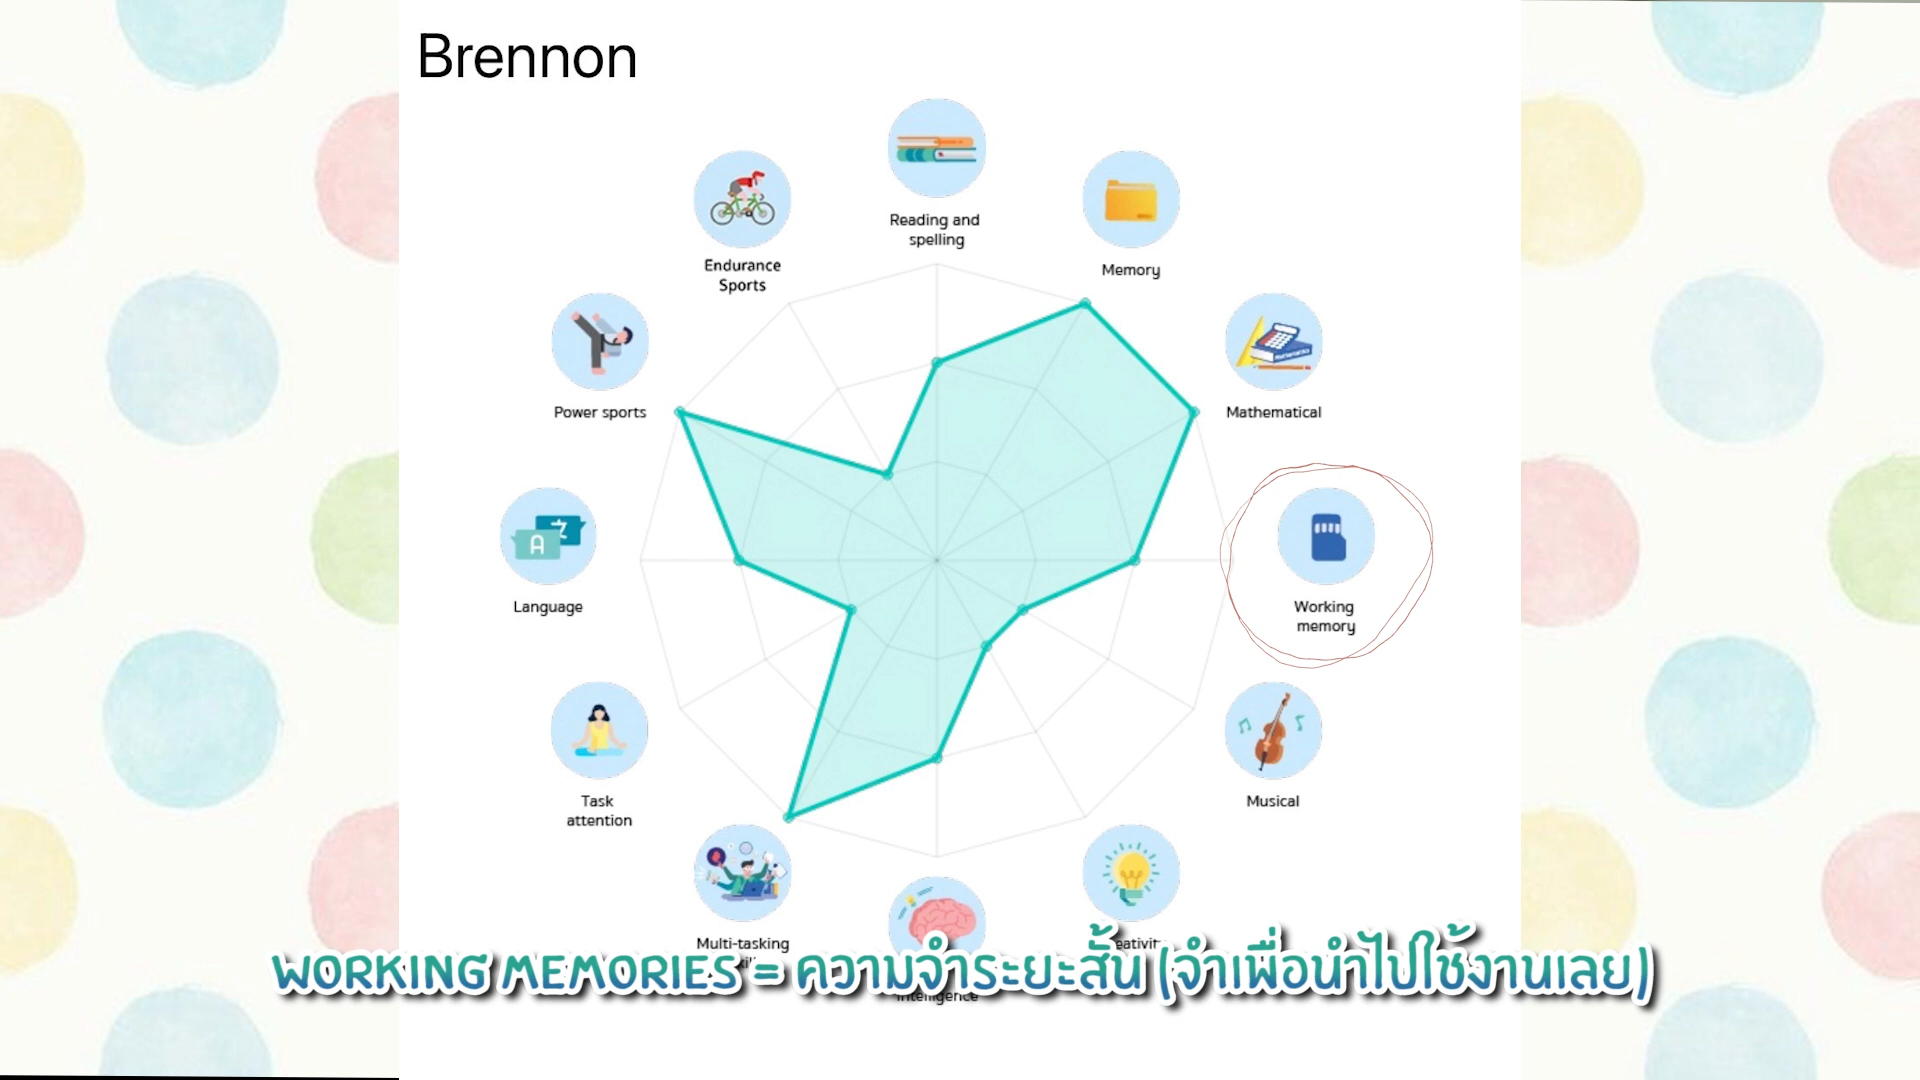 Brennon
Reading and
spelling
Endurance
Sports
Memory
Power sports
Mathematical
Language
Working
memory
Task
attention
Musical
Multi-tasking
WORKING MEMORIES = ความจำระยะสั้น (จำเพื่อนำไปใช้งานเลย)
Intelligence